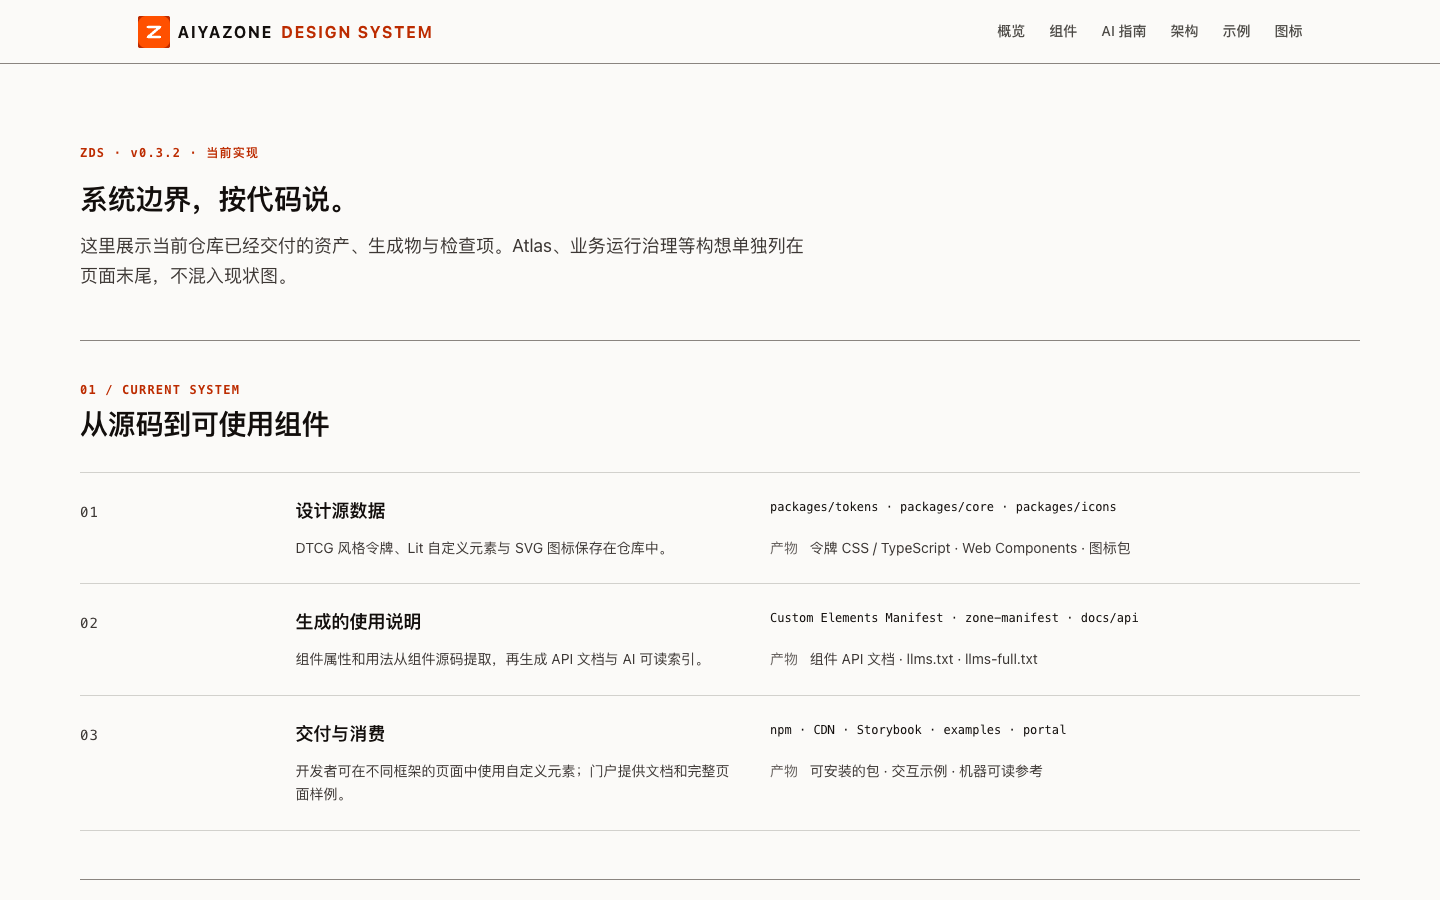 AIYAZONE DESIGN SYSTEM
概览 组件 AI 指南 架构 示例 图标
ZDS · v0.3.2 · 当前实现
系统边界，按代码说。
这里展示当前仓库已经交付的资产、生成物与检查项。Atlas、业务运行治理等构想单独列在
页面末尾，不混入现状图。
01 / CURRENT SYSTEM
从源码到可使用组件
01
设计源数据
DTCG 风格令牌、Lit 自定义元素与 SVG 图标保存在仓库中。
packages/tokens · packages/core · packages/icons
产物 令牌 CSS / TypeScript · Web Components · 图标包
02
生成的使用说明
组件属性和用法从组件源码提取，再生成 API 文档与 AI 可读索引。
Custom Elements Manifest · zone-manifest · docs/api
产物 组件 API 文档 · llms.txt · llms-full.txt
03
交付与消费
开发者可在不同框架的页面中使用自定义元素；门户提供文档和完整页
面样例。
npm · CDN · Storybook · examples · portal
产物 可安装的包 · 交互示例 · 机器可读参考